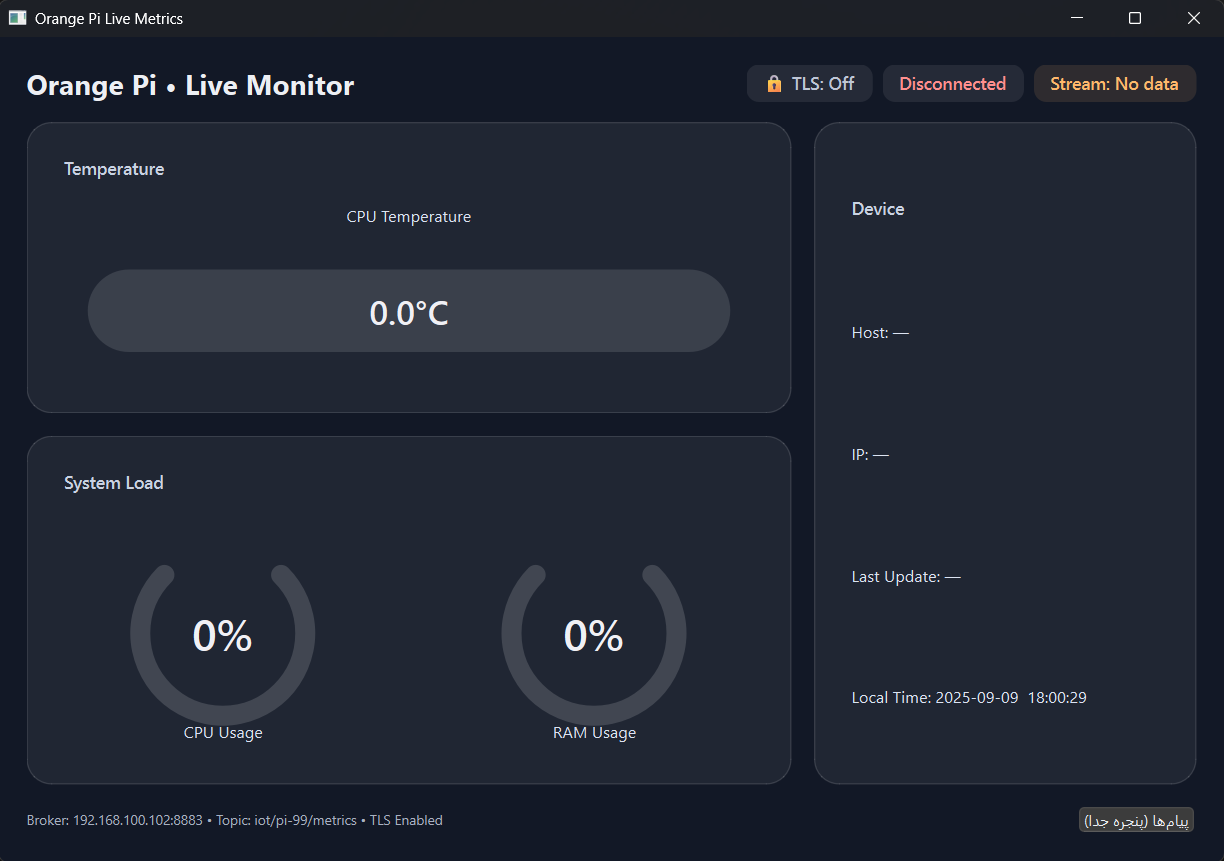 Orange Pi Live Metrics
Orange Pi • Live Monitor
🔒 TLS: Off
Disconnected
Stream: No data
Temperature
CPU Temperature
0.0°C
System Load
0%
CPU Usage
0%
RAM Usage
Device
Host: —
IP: —
Last Update: —
Local Time: 2025-09-09 18:00:29
Broker: 192.168.100.102:8883 • Topic: iot/pi-99/metrics • TLS Enabled
پیام‌ها (پنجره جدا)